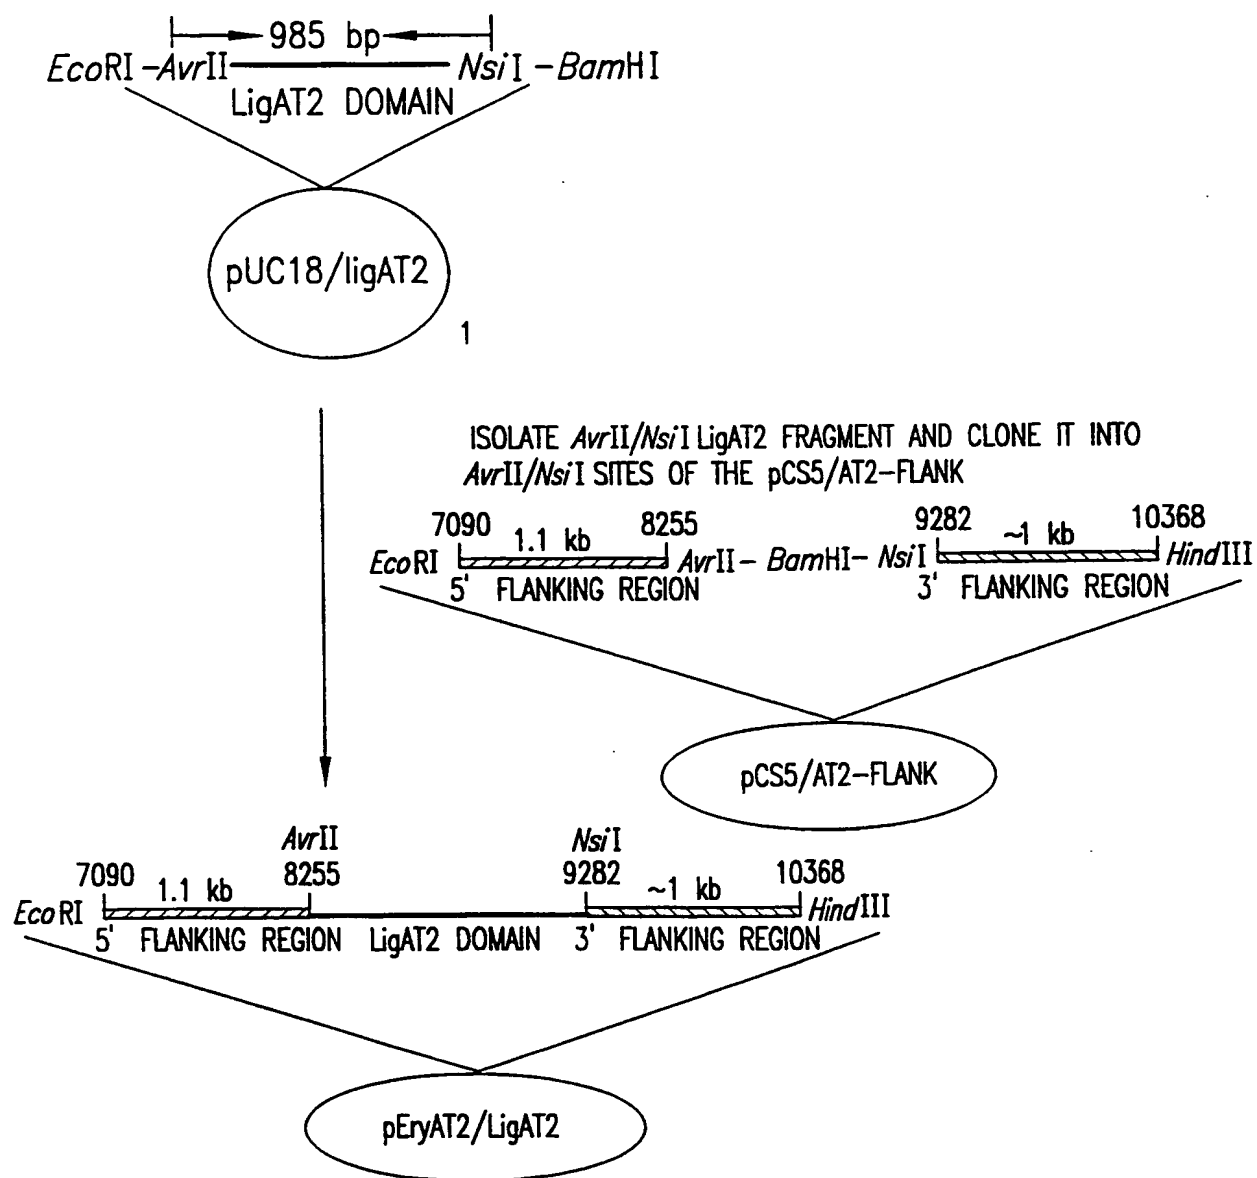 985 bp
EcoRI-AvrII NsiI-BamHI
LigAT2 DOMAIN
pUC18/ligAT2
1
ISOLATE AvrII/NsiI LigAT2 FRAGMENT AND CLONE IT INTO
AvrII/NsiI SITES OF THE pCS5/AT2-FLANK
7090 1.1 kb 8255 9282 ~1 kb 10368
EcoRI AvrII- BamHI- NsiI HindIII
5' FLANKING REGION 3' FLANKING REGION
pCS5/AT2-FLANK
AvrII NsiI
7090 1.1 kb 8255 9282 ~1 kb 10368
EcoRI HindIII
5' FLANKING REGION LigAT2 DOMAIN 3' FLANKING REGION
pEryAT2/LigAT2